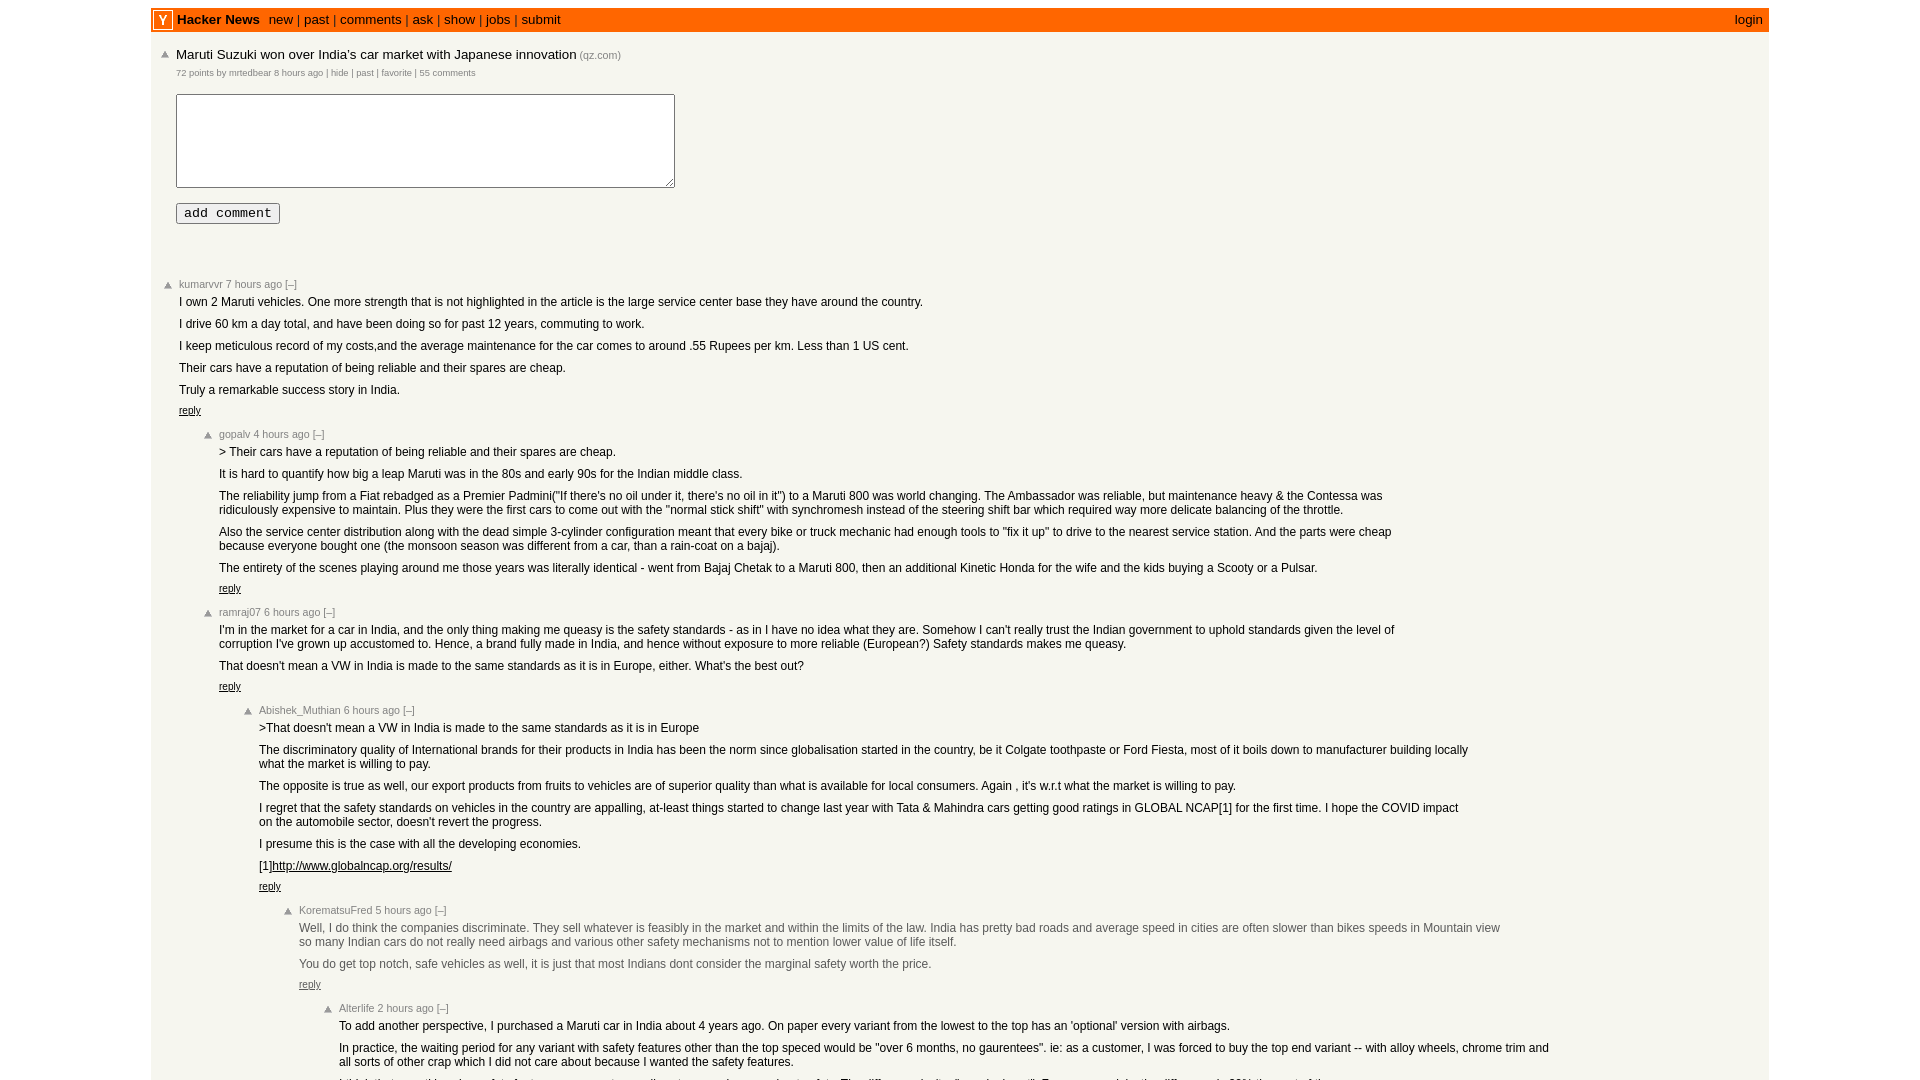 Y Hacker News new | past | comments | ask | show | jobs | submit login
Maruti Suzuki won over India's car market with Japanese innovation (qz.com)
72 points by mrtedbear 8 hours ago | hide | past | favorite | 55 comments
add comment
kumarvvr 7 hours ago [–]
I own 2 Maruti vehicles. One more strength that is not highlighted in the article is the large service center base they have around the country.
I drive 60 km a day total, and have been doing so for past 12 years, commuting to work.
I keep meticulous record of my costs,and the average maintenance for the car comes to around .55 Rupees per km. Less than 1 US cent.
Their cars have a reputation of being reliable and their spares are cheap.
Truly a remarkable success story in India.
reply
gopalv 4 hours ago [–]
> Their cars have a reputation of being reliable and their spares are cheap.
It is hard to quantify how big a leap Maruti was in the 80s and early 90s for the Indian middle class.
The reliability jump from a Fiat rebadged as a Premier Padmini("If there's no oil under it, there's no oil in it") to a Maruti 800 was world changing. The Ambassador was reliable, but maintenance heavy & the Contessa was
ridiculously expensive to maintain. Plus they were the first cars to come out with the "normal stick shift" with synchromesh instead of the steering shift bar which required way more delicate balancing of the throttle.
Also the service center distribution along with the dead simple 3-cylinder configuration meant that every bike or truck mechanic had enough tools to "fix it up" to drive to the nearest service station. And the parts were cheap
because everyone bought one (the monsoon season was different from a car, than a rain-coat on a bajaj).
The entirety of the scenes playing around me those years was literally identical - went from Bajaj Chetak to a Maruti 800, then an additional Kinetic Honda for the wife and the kids buying a Scooty or a Pulsar.
reply
ramraj07 6 hours ago [–]
I'm in the market for a car in India, and the only thing making me queasy is the safety standards - as in I have no idea what they are. Somehow I can't really trust the Indian government to uphold standards given the level of
corruption I've grown up accustomed to. Hence, a brand fully made in India, and hence without exposure to more reliable (European?) Safety standards makes me queasy.
That doesn't mean a VW in India is made to the same standards as it is in Europe, either. What's the best out?
reply
Abishek_Muthian 6 hours ago [–]
>That doesn't mean a VW in India is made to the same standards as it is in Europe
The discriminatory quality of International brands for their products in India has been the norm since globalisation started in the country, be it Colgate toothpaste or Ford Fiesta, most of it boils down to manufacturer building locally
what the market is willing to pay.
The opposite is true as well, our export products from fruits to vehicles are of superior quality than what is available for local consumers. Again , it's w.r.t what the market is willing to pay.
I regret that the safety standards on vehicles in the country are appalling, at-least things started to change last year with Tata & Mahindra cars getting good ratings in GLOBAL NCAP[1] for the first time. I hope the COVID impact
on the automobile sector, doesn't revert the progress.
I presume this is the case with all the developing economies.
[1]http://www.globalncap.org/results/
reply
KorematsuFred 5 hours ago [–]
Well, I do think the companies discriminate. They sell whatever is feasibly in the market and within the limits of the law. India has pretty bad roads and average speed in cities are often slower than bikes speeds in Mountain view
so many Indian cars do not really need airbags and various other safety mechanisms not to mention lower value of life itself.
You do get top notch, safe vehicles as well, it is just that most Indians dont consider the marginal safety worth the price.
reply
Alterlife 2 hours ago [–]
To add another perspective, I purchased a Maruti car in India about 4 years ago. On paper every variant from the lowest to the top has an 'optional' version with airbags.
In practice, the waiting period for any variant with safety features other than the top speced would be "over 6 months, no gaurentees". ie: as a customer, I was forced to buy the top end variant -- with alloy wheels, chrome trim and
all sorts of other crap which I did not care about because I wanted the safety features.